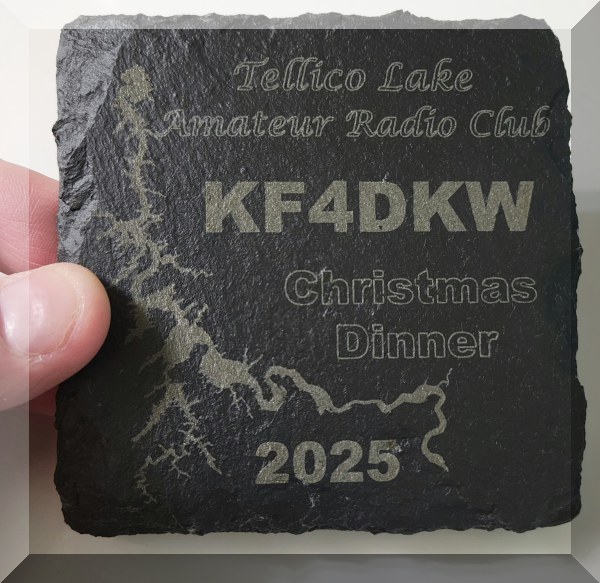 Tellico Lake
Amateur Radio Club
KF4DKW
Christmas
Dinner
2025